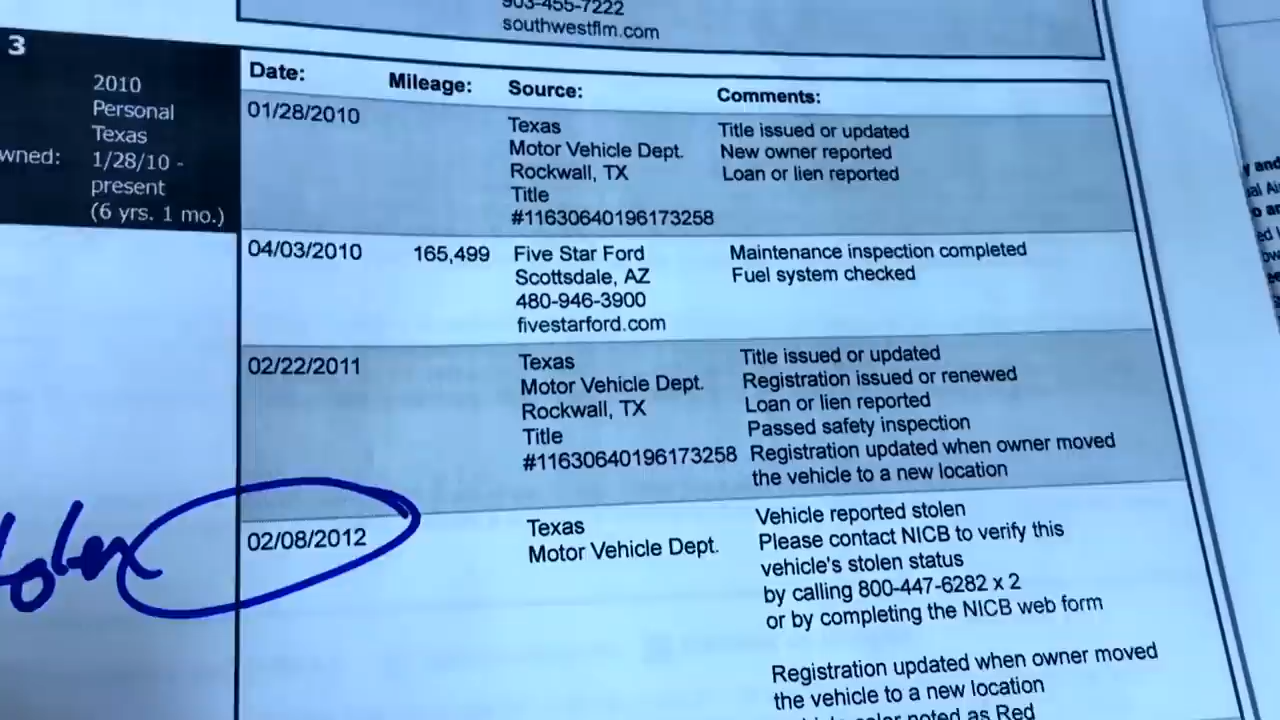 903-455-7222
southwestflm.com
3
2010
Personal
Texas
wned: 1/28/10 -
present
(6 yrs. 1 mo.)
Date: Mileage: Source: Comments:
01/28/2010 Texas Title issued or updated
Motor Vehicle Dept. New owner reported
Rockwall, TX Loan or lien reported
Title
#11630640196173258
04/03/2010 165,499 Five Star Ford Maintenance inspection completed
Scottsdale, AZ Fuel system checked
480-946-3900
fivestarford.com
02/22/2011 Texas Title issued or updated
Motor Vehicle Dept. Registration issued or renewed
Rockwall, TX Loan or lien reported
Title Passed safety inspection
#11630640196173258 Registration updated when owner moved
the vehicle to a new location
tolen
02/08/2012 Texas Vehicle reported stolen
Motor Vehicle Dept. Please contact NICB to verify this
vehicle's stolen status
by calling 800-447-6282 x 2
or by completing the NICB web form
Registration updated when owner moved
the vehicle to a new location
color noted as Red